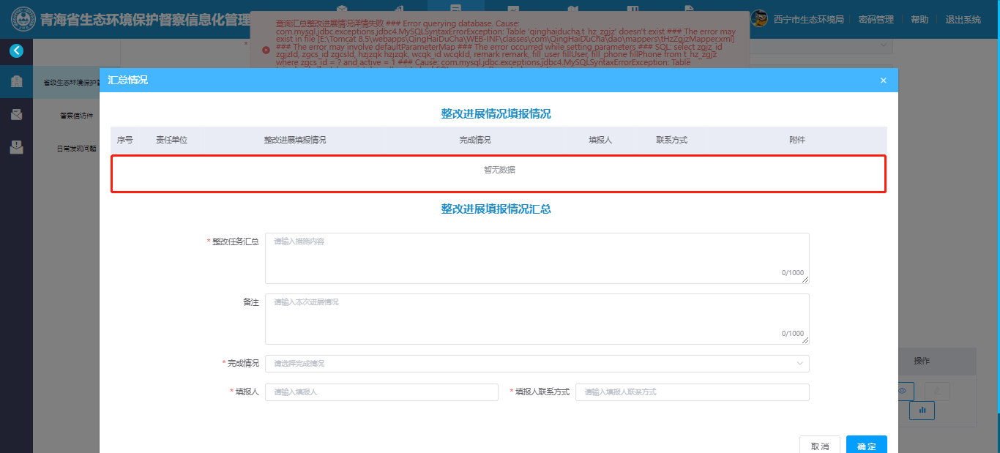 青海省生态环境保护督察信息化管理
查询汇总整改进展情况详情失败 ### Error querying database. Cause:
com.mysql.jdbc.exceptions.jdbc4.MySQLSyntaxErrorException: Table 'qinghaiducha.t_hz_zgjz' doesn't exist ### The error may
exist in file [E:\Tomcat 8.5\webapps\QingHaiDuCha\WEB-INF\classes\com\QingHaiDuCha\dao\mappers\tHzZgjzMapper.xml]
### The error may involve defaultParameterMap ### The error occurred while setting parameters ### SQL: select zgjz_id
zgjzId, zgcs_id zgcsId, hzjzqk hzjzqk, wcqk_id wcqkId, remark remark, fill_user fillUser, fill_phone fillPhone from t_hz_zgjz
where zgcs_id = ? and active = 1 ### Cause: com.mysql.jdbc.exceptions.jdbc4.MySQLSyntaxErrorException: Table
西宁市生态环境局 密码管理 帮助 退出系统
*
省级生态环境保护督
督察信访件
日常发现问题
汇总情况 ×
整改进展情况填报情况
序号 责任单位 整改进展填报情况 完成情况 填报人 联系方式 附件
暂无数据
整改进展填报情况汇总
* 整改任务汇总 请输入措施内容
0/1000
备注 请输入本次进展情况
0/1000
* 完成情况 请选择完成情况
* 填报人 请输入填报人 * 填报人联系方式 请输入填报人联系方式
操作
取消 确定